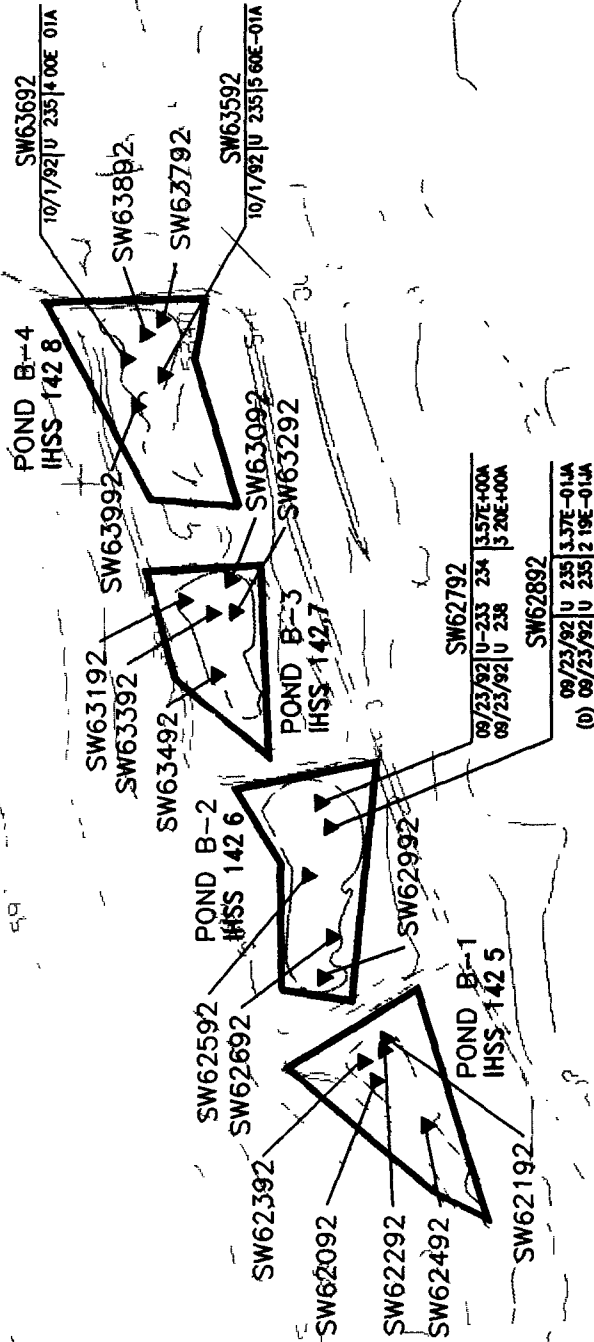 SW63692
10/1/92 U 235 4 00E 01A
SW63892
SW63792
SW63592
10/1/92 U 235 5 60E-01A
POND B-4
IHSS 142 8
SW63992
SW63092
SW63292
SW63192
SW63392
SW63492
POND B-3
IHSS 142.7
SW62792
09/23/92 U-233 234 3.57E+00A
09/23/92 U 238 3 20E+00A
SW62892
09/23/92 U 235 3.37E-01JA
(D) 09/23/92 U 235 2 19E-01JA
POND B-2
IHSS 142 6
SW62592
SW62692
SW62992
POND B-1
IHSS 142 5
SW62392
SW62092
SW62292
SW62492
SW62192